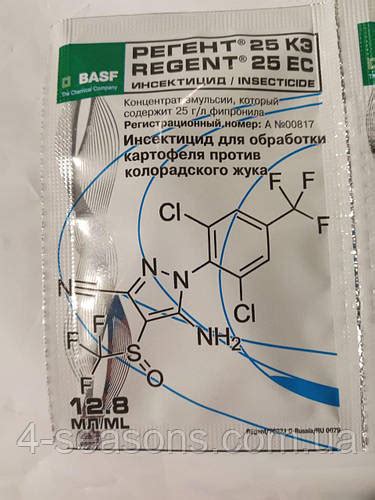 РЕГЕНТ® 25 КЭ
REGENT® 25 EC
ИНСЕКТИЦИД / INSECTICIDE
BASF
The Chemical Company
Концентрат эмульсии, который
содержит 25 г/л фипронила
Регистрационный номер: А №00817
Инсектицид для обработки
картофеля против
колорадского жука
F
F
F
Cl
N
N
N
Cl
NH2
F
F
F
S
O
12.8
МЛ/ML
4-seasons.com.ua